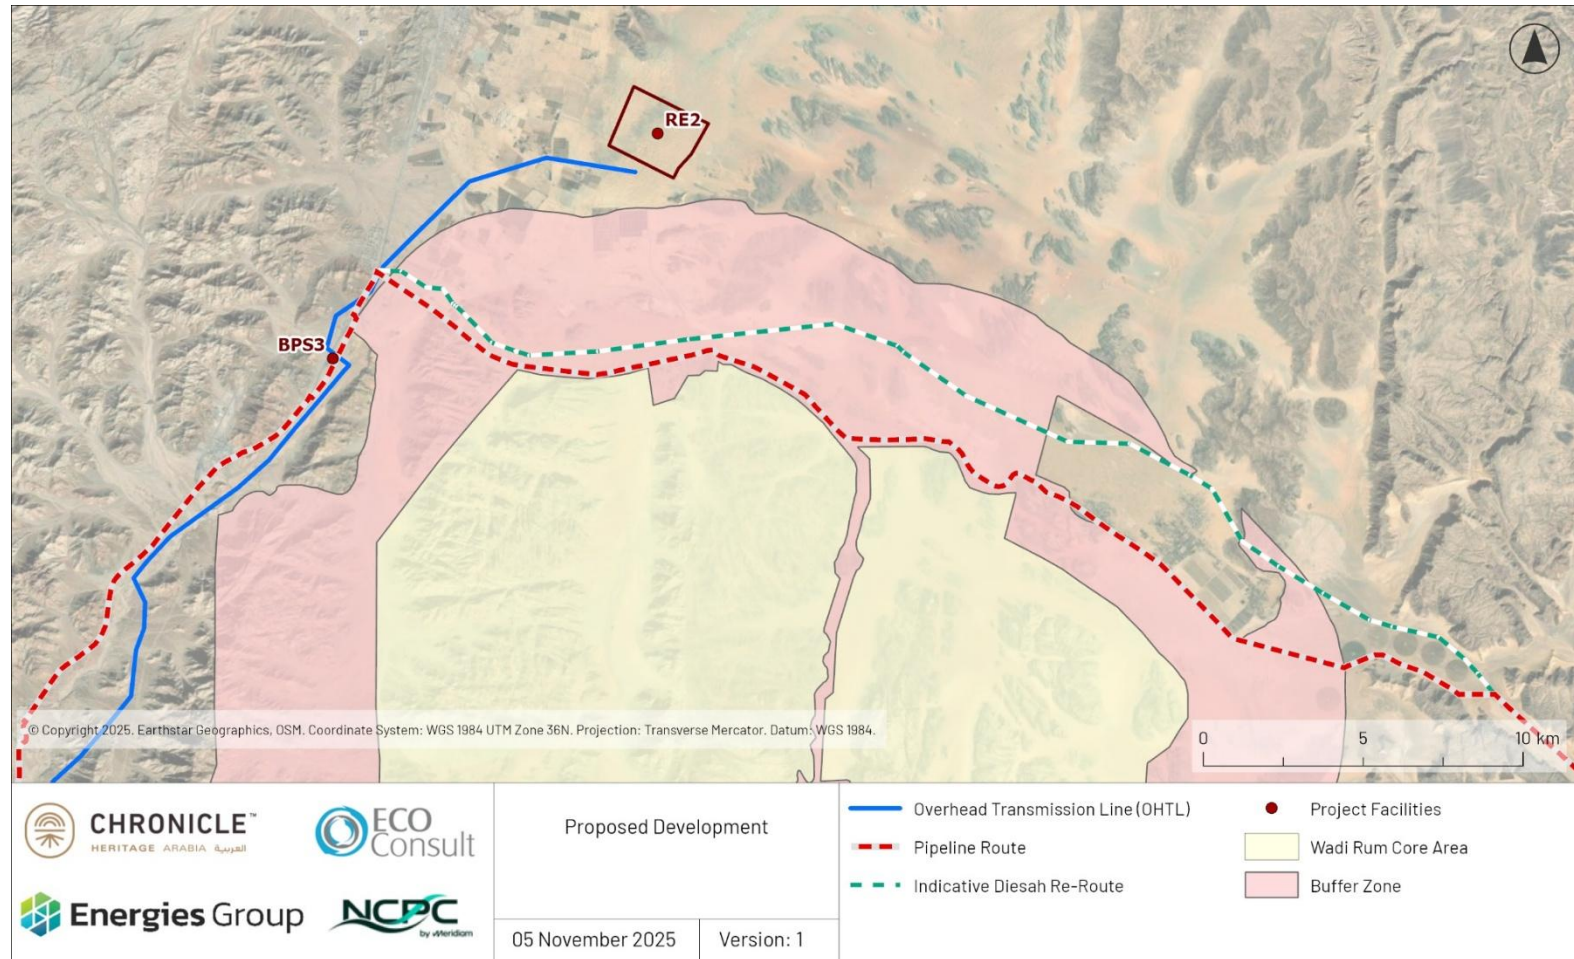 RE2
BPS3
© Copyright 2025. Earthstar Geographics, OSM. Coordinate System: WGS 1984 UTM Zone 36N. Projection: Transverse Mercator. Datum: WGS 1984.
0 5 10 km
CHRONICLE™
HERITAGE ARABIA العربية
ECO
Consult
Energies Group
NCPC
by Meridiam
Proposed Development
05 November 2025
Version: 1
Overhead Transmission Line (OHTL)
Pipeline Route
Indicative Diesah Re-Route
Project Facilities
Wadi Rum Core Area
Buffer Zone